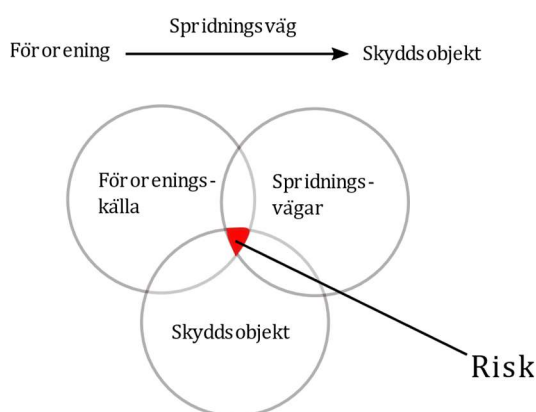 Spridningsväg
Förorening
Skyddsobjekt
Förorenings-
källa
Spridnings-
vägar
Skyddsobjekt
Risk